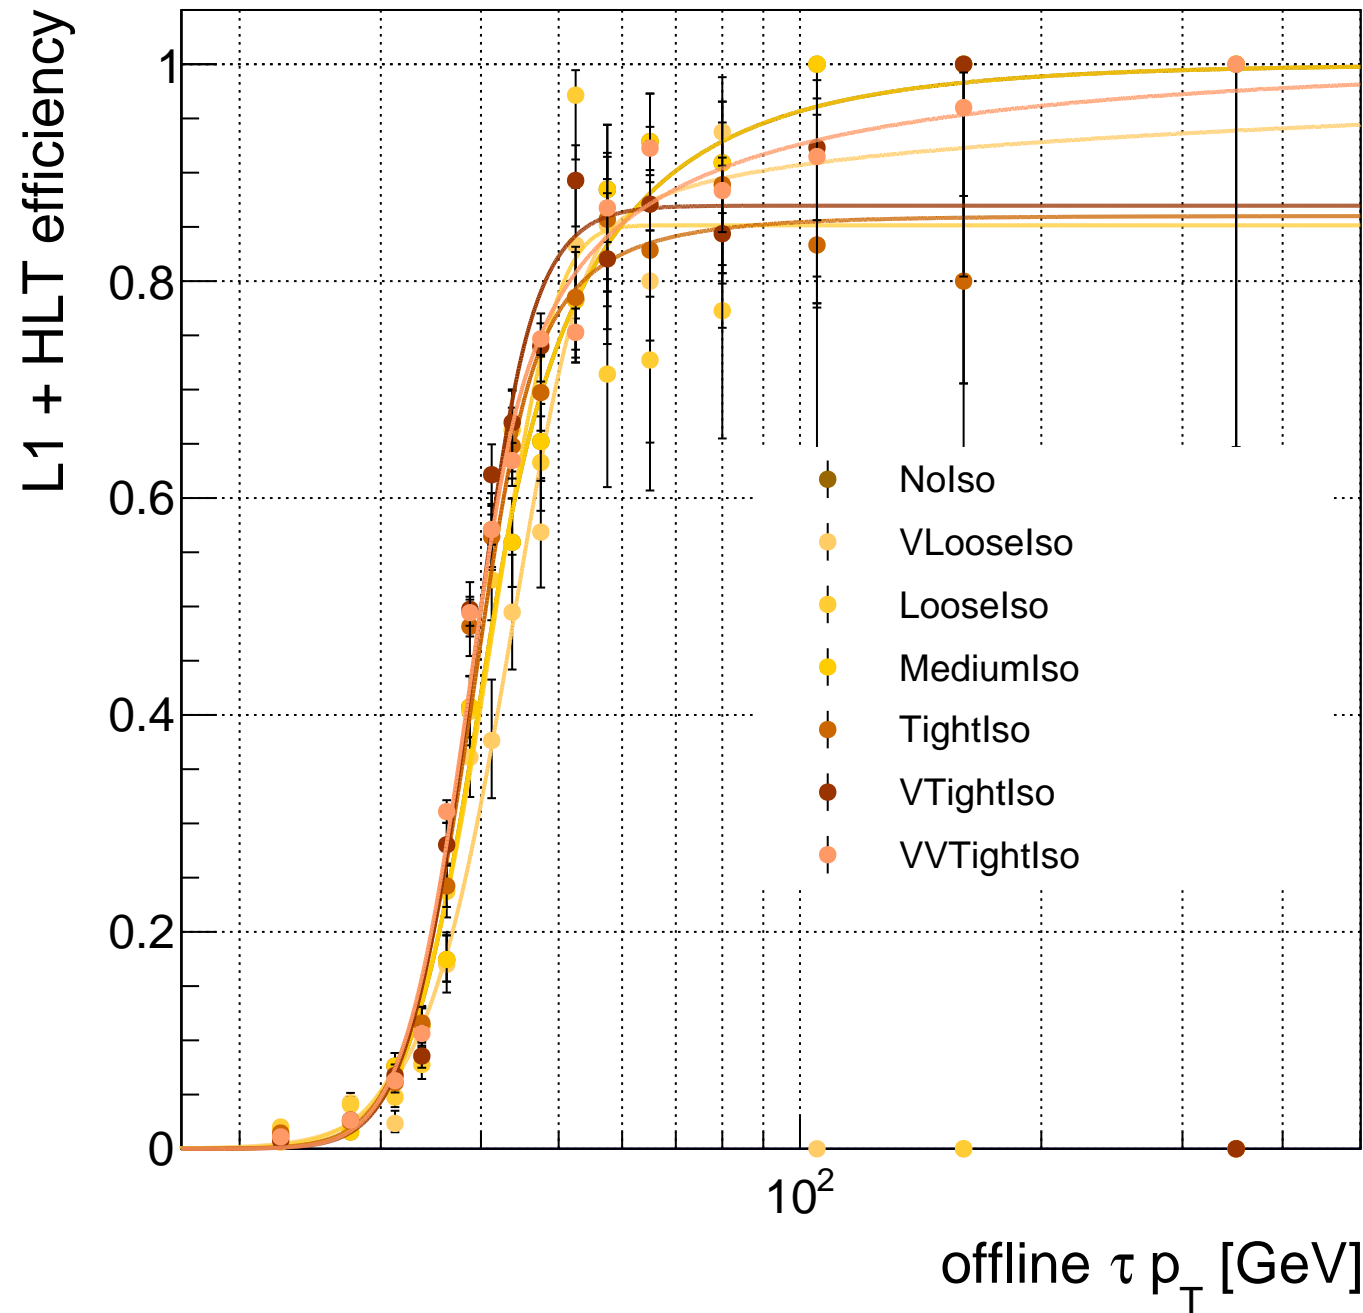 L1 + HLT efficiency
1
0.8
0.6
0.4
0.2
0
NoIso
VLooseIso
LooseIso
MediumIso
TightIso
VTightIso
VVTightIso
10²
offline τ p_T [GeV]